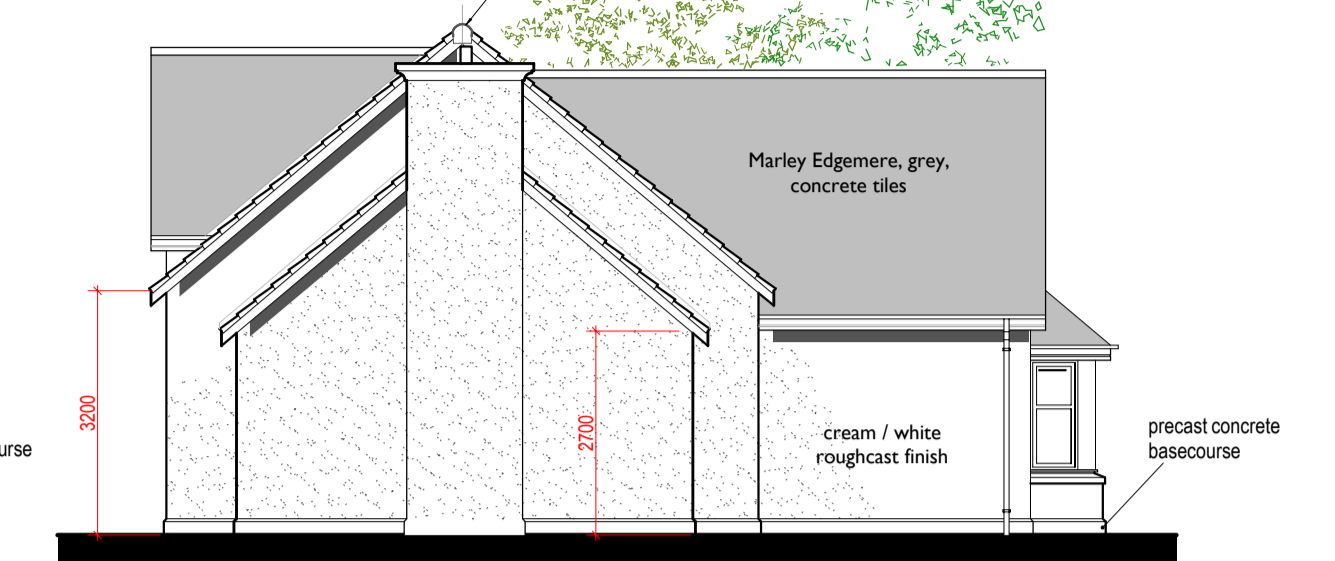 Marley Edgemere, grey,
concrete tiles
3200
2700
cream / white
roughcast finish
precast concrete
basecourse
urse